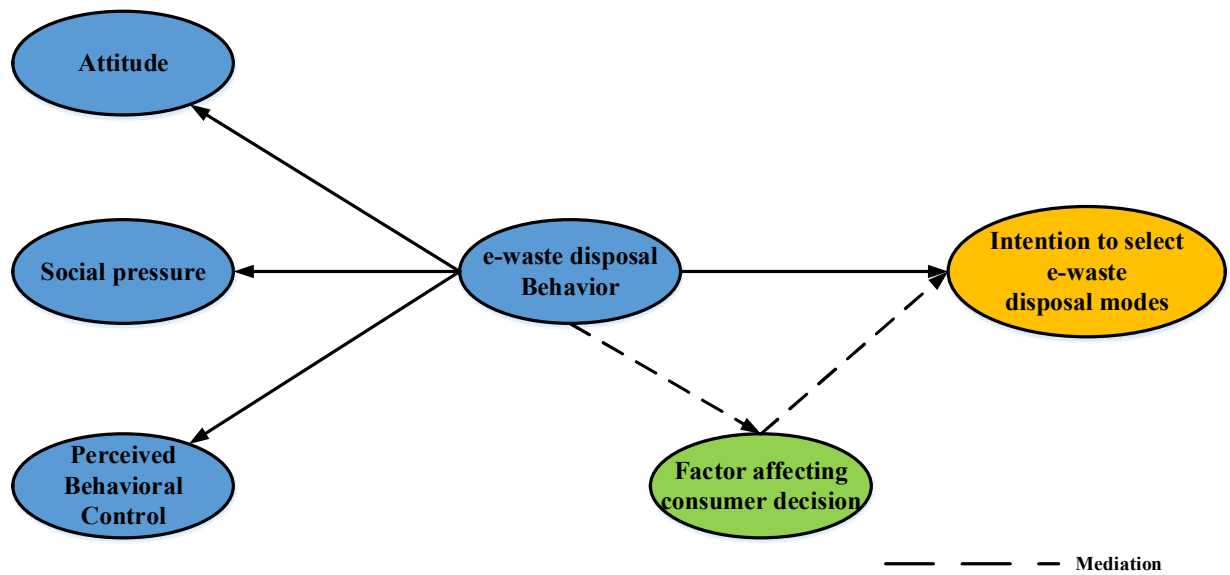 Attitude
Social pressure
Perceived
Behavioral
Control
e-waste disposal
Behavior
Intention to select
e-waste
disposal modes
Factor affecting
consumer decision
Mediation